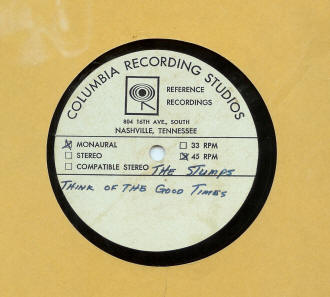 COLUMBIA RECORDING STUDIOS
REFERENCE
RECORDINGS
804 16TH AVE., SOUTH
NASHVILLE, TENNESSEE
MONAURAL 33 RPM
STEREO 45 RPM
COMPATIBLE STEREO THE STUMPS
THINK OF THE GOOD TIMES